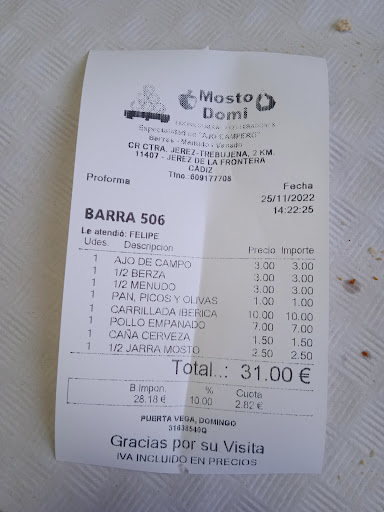 Mosto
Domi
Especialidad en "AJO CAMPERO"
Berzas - Menudo - Venado
CR CTRA. JEREZ-TREBUJENA, 2 KM.
11407 - JEREZ DE LA FRONTERA
CÁDIZ
Tfno. 609177708
Proforma Fecha
25/11/2022
14:22:25
BARRA 506
Le atendió: FELIPE
Udes. Descripción Precio Importe
1 AJO DE CAMPO 3.00 3.00
1 1/2 BERZA 3.00 3.00
1 1/2 MENUDO 3.00 3.00
1 PAN, PICOS Y OLIVAS 1.00 1.00
1 CARRILLADA IBERICA 10.00 10.00
1 POLLO EMPANADO 7.00 7.00
1 CAÑA CERVEZA 1.50 1.50
1 1/2 JARRA MOSTO 2.50 2.50
Total..: 31.00 €
B.Impon. % Cuota
28.18 € 10.00 2.82 €
PUERTA VEGA, DOMINGO
Gracias por su Visita
IVA INCLUIDO EN PRECIOS